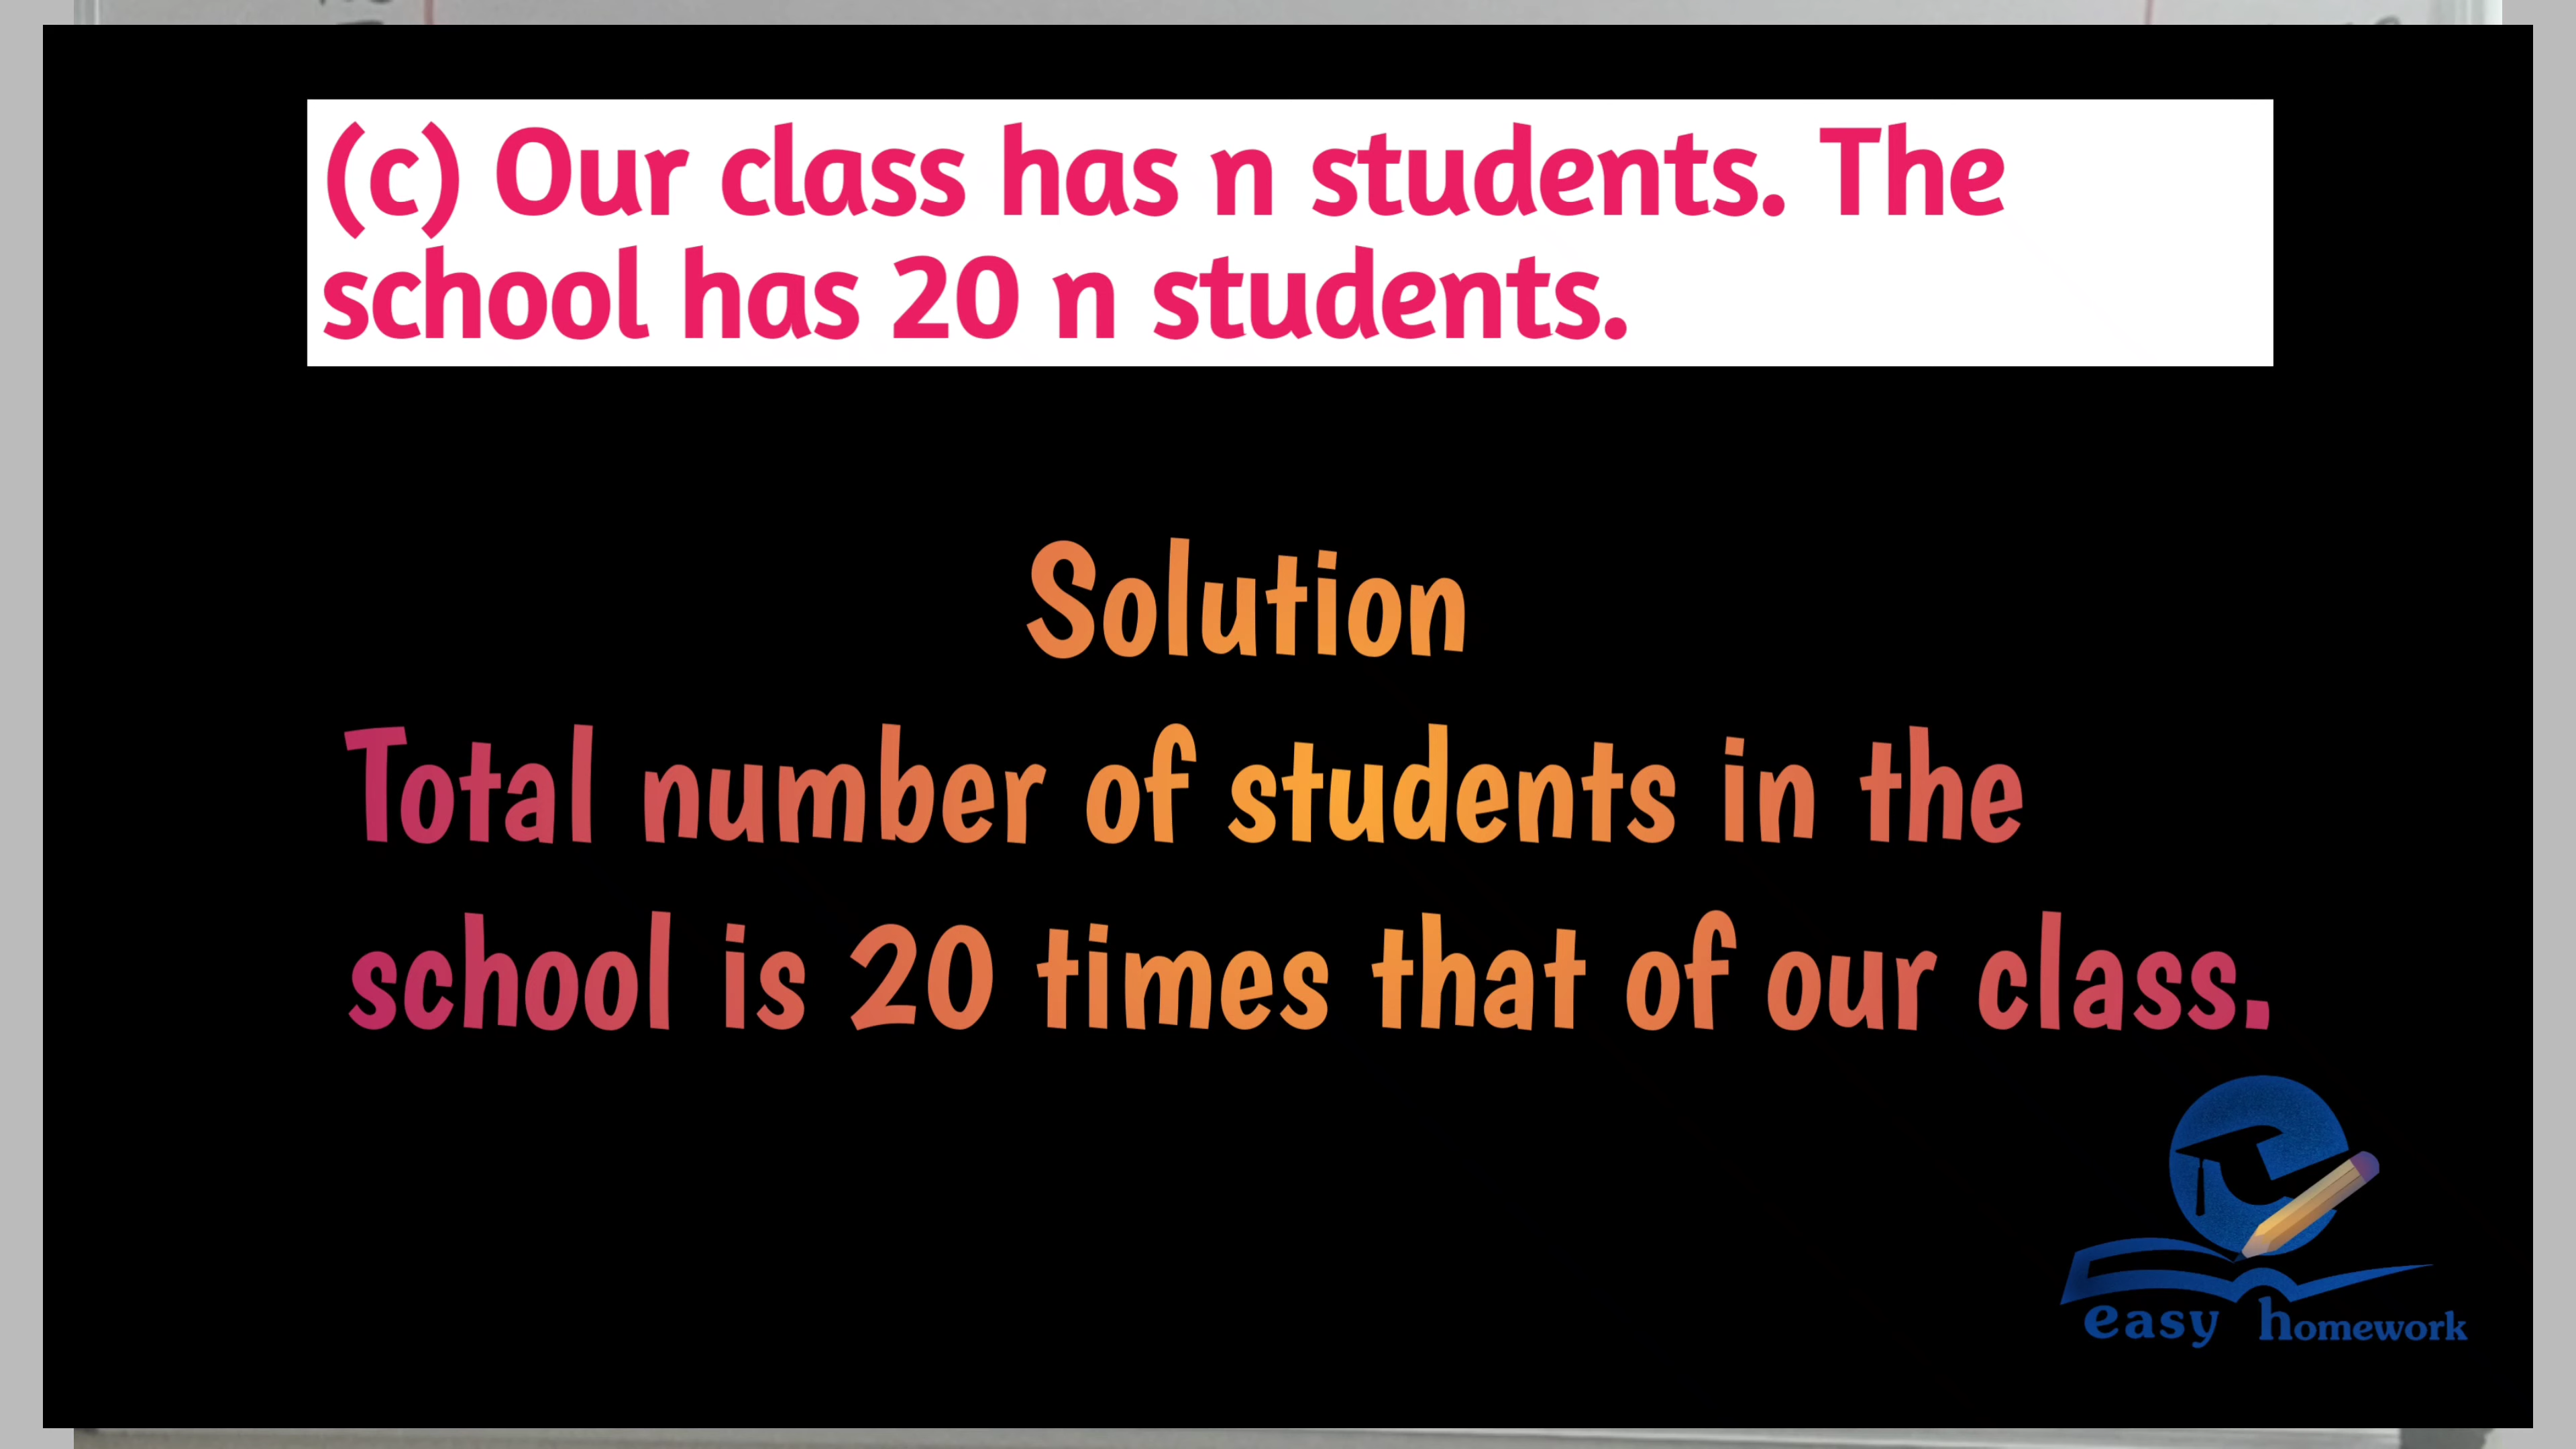 (c) Our class has n students. The
school has 20 n students.
Solution
Total number of students in the
school is 20 times that of our class.
easy homework